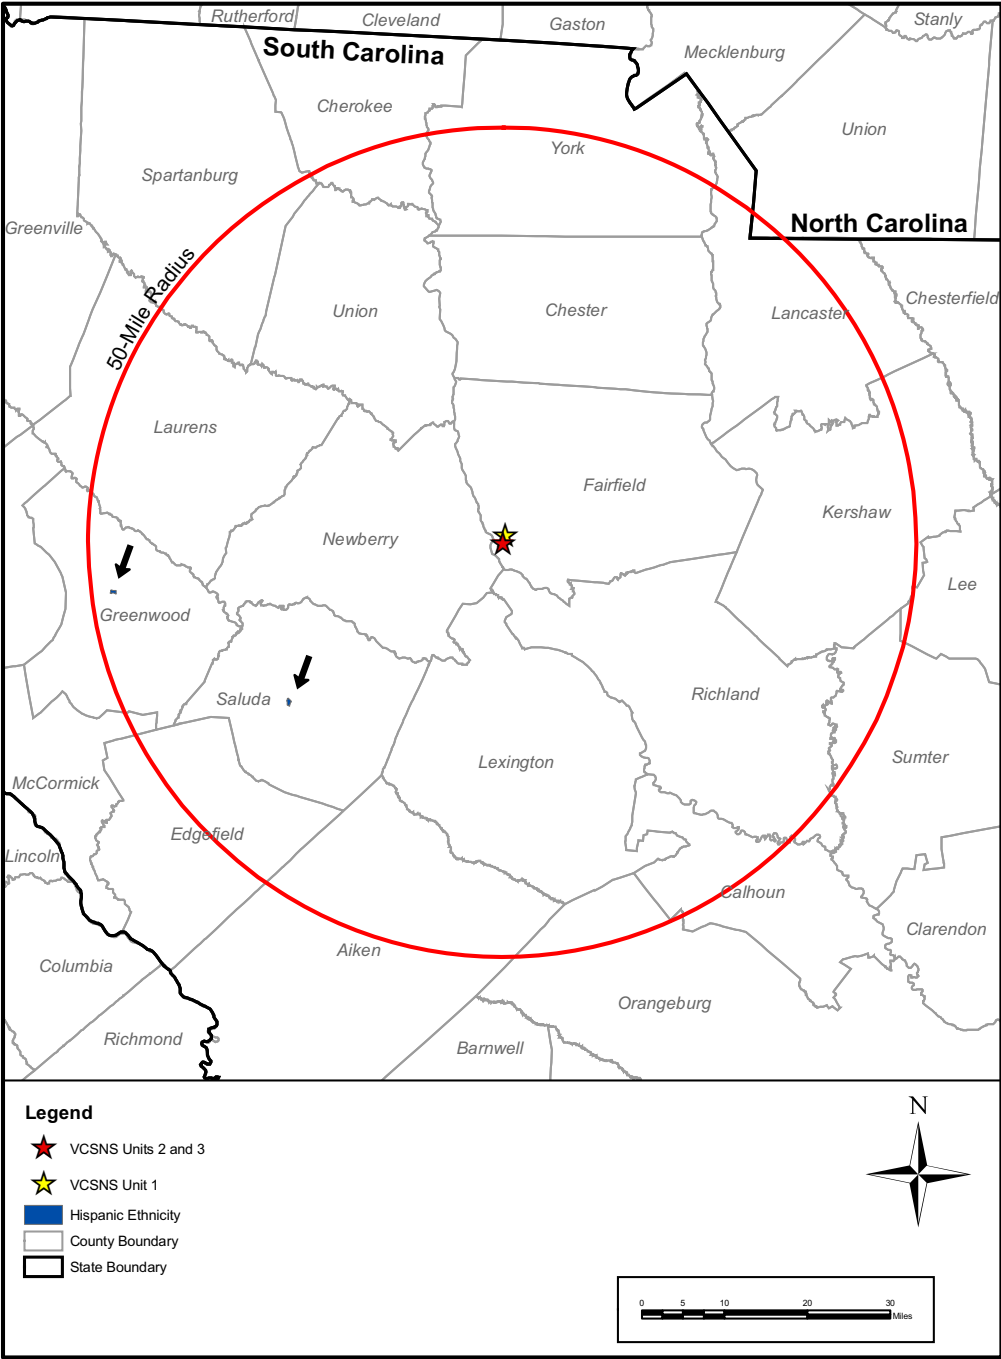 Rutherford
Cleveland
Gaston
Stanly
South Carolina
Mecklenburg
Cherokee
Union
York
Spartanburg
North Carolina
Greenville
50-Mile Radius
Chesterfield
Union
Chester
Lancaster
Laurens
Fairfield
Kershaw
Newberry
Lee
Greenwood
Saluda
Richland
Lexington
Sumter
McCormick
Edgefield
Lincoln
Calhoun
Clarendon
Aiken
Columbia
Orangeburg
Richmond
Barnwell
Legend
VCSNS Units 2 and 3
VCSNS Unit 1
Hispanic Ethnicity
County Boundary
State Boundary
N
0 5 10 20 30
Miles